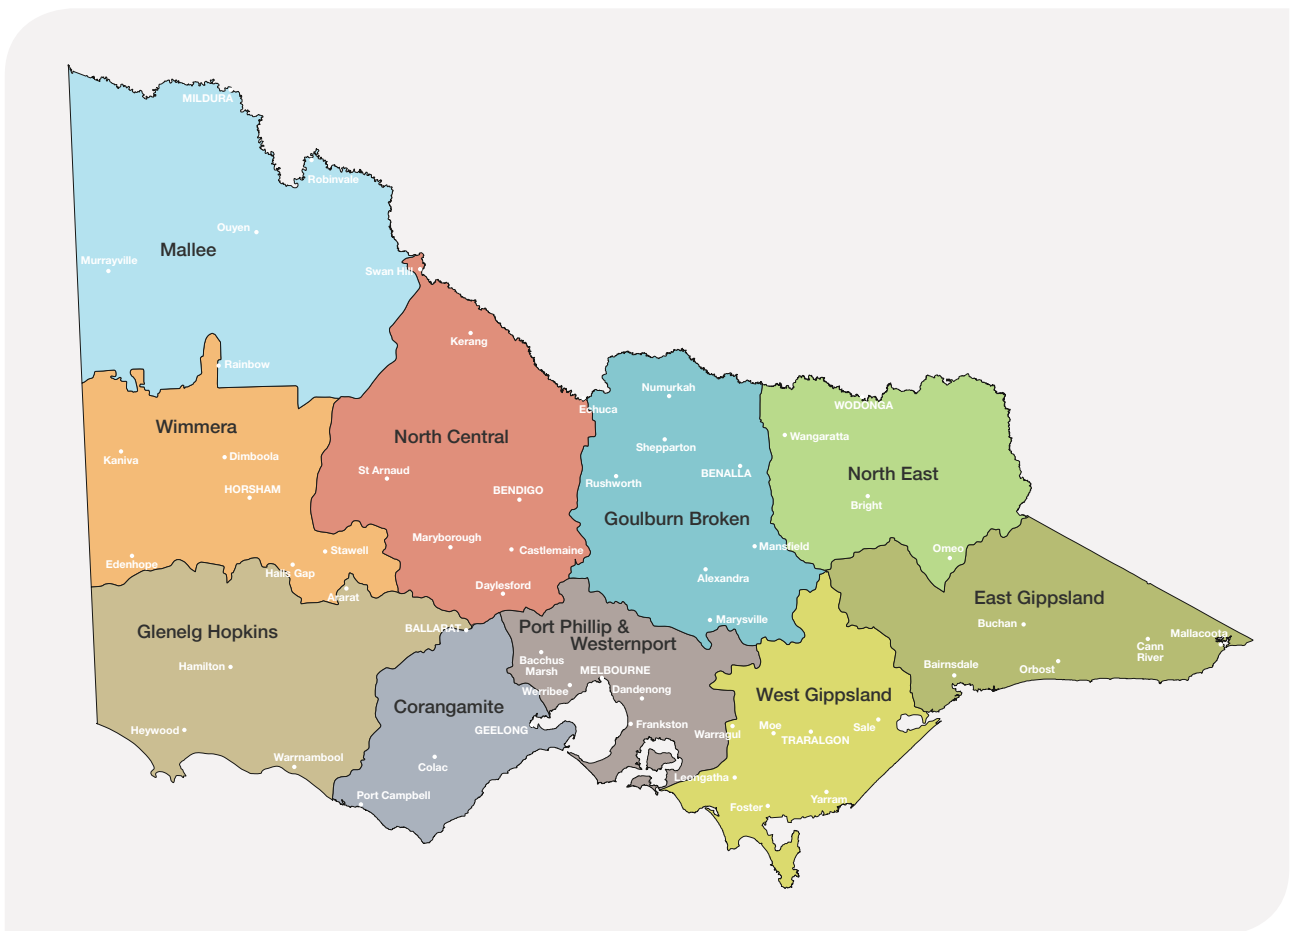 MILDURA
Robinvale
Ouyen
Mallee
Murrayville
Swan Hill
Kerang
Rainbow
Numurkah
Echuca
WODONGA
Wimmera
North Central
Wangaratta
Shepparton
Kaniva
Dimboola
St Arnaud
BENALLA
North East
Rushworth
HORSHAM
BENDIGO
Bright
Goulburn Broken
Maryborough
Castlemaine
Mansfield
Omeo
Stawell
Edenhope
Halls Gap
Alexandra
Daylesford
Ararat
East Gippsland
Marysville
Buchan
BALLARAT
Port Phillip &
Westernport
Glenelg Hopkins
Mallacoota
Cann
River
Bacchus
Marsh
MELBOURNE
Hamilton
Bairnsdale
Orbost
Werribee
Dandenong
West Gippsland
Corangamite
Heywood
GEELONG
Frankston
Warragul
Moe
Sale
TRARALGON
Warrnambool
Colac
Leongatha
Port Campbell
Foster
Yarram